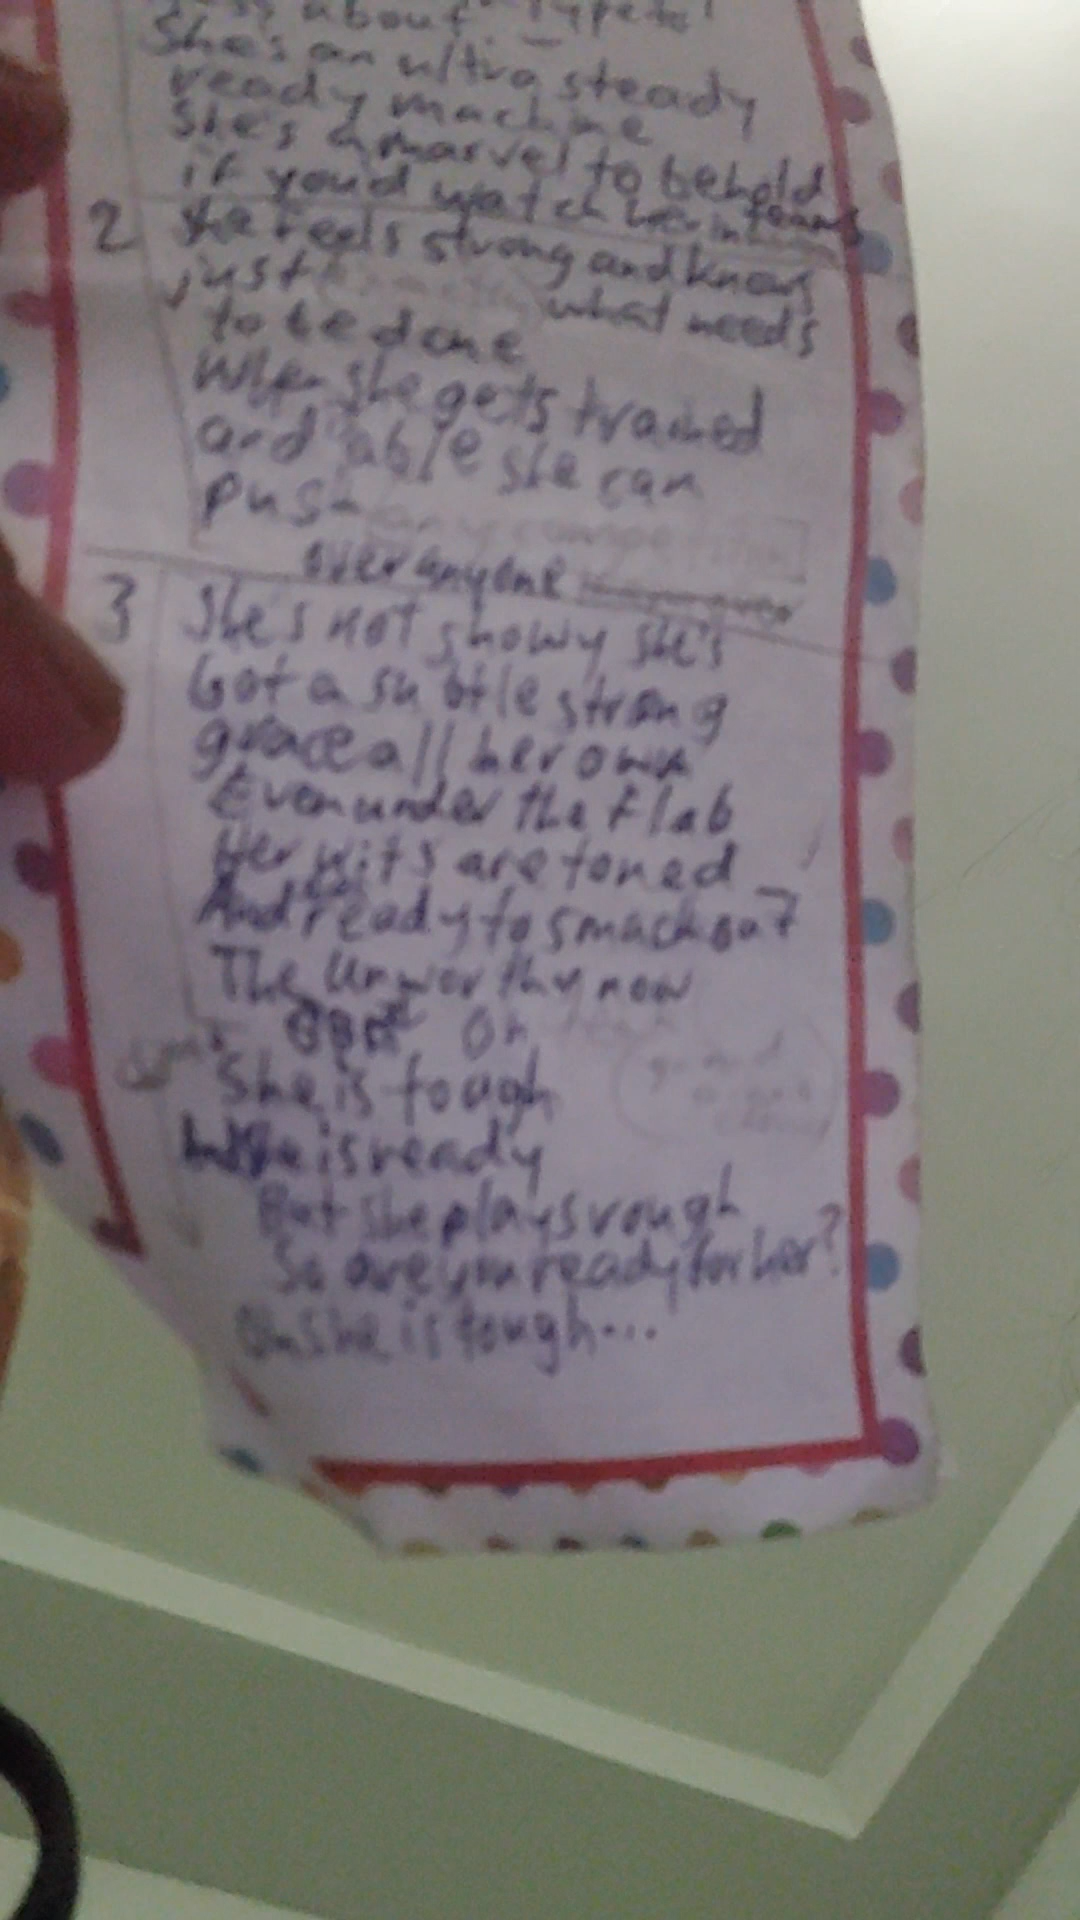 about
She's an ultra steady
ready machine
She's a marvel to behold
if you'd watch her in
2 She feels strong and knows
just what needs
to be done
When she gets trained
and able she can
push
over anyone
3 She's not showy she's
Got a subtle strong
grace all her own
Even under the flab
Her wits are toned
And ready to smack out
The Unworthy now
Oh
She is tough
she is ready
But she plays rough
So are you ready for her?
Oh she is tough...